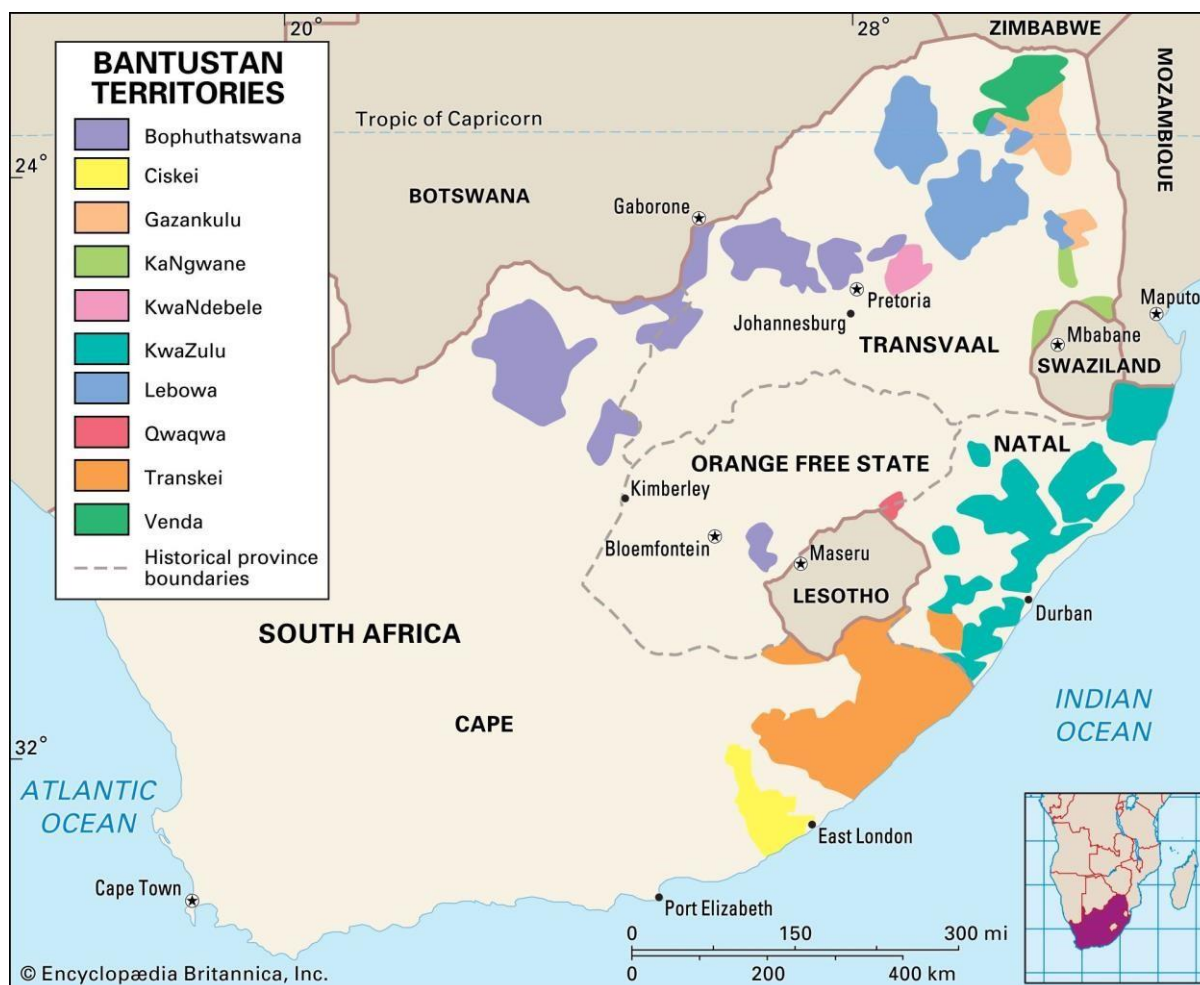 20°
28°
ZIMBABWE
MOZAMBIQUE
BANTUSTAN
TERRITORIES
Bophuthatswana
Ciskei
Gazankulu
KaNgwane
KwaNdebele
KwaZulu
Lebowa
Qwaqwa
Transkei
Venda
Historical province
boundaries
Tropic of Capricorn
24°
BOTSWANA
Gaborone
Pretoria
Johannesburg
TRANSVAAL
Maputo
Mbabane
SWAZILAND
NATAL
ORANGE FREE STATE
Kimberley
Bloemfontein
Maseru
LESOTHO
Durban
SOUTH AFRICA
CAPE
INDIAN
OCEAN
32°
ATLANTIC
OCEAN
East London
Cape Town
Port Elizabeth
0 150 300 mi
0 200 400 km
© Encyclopædia Britannica, Inc.